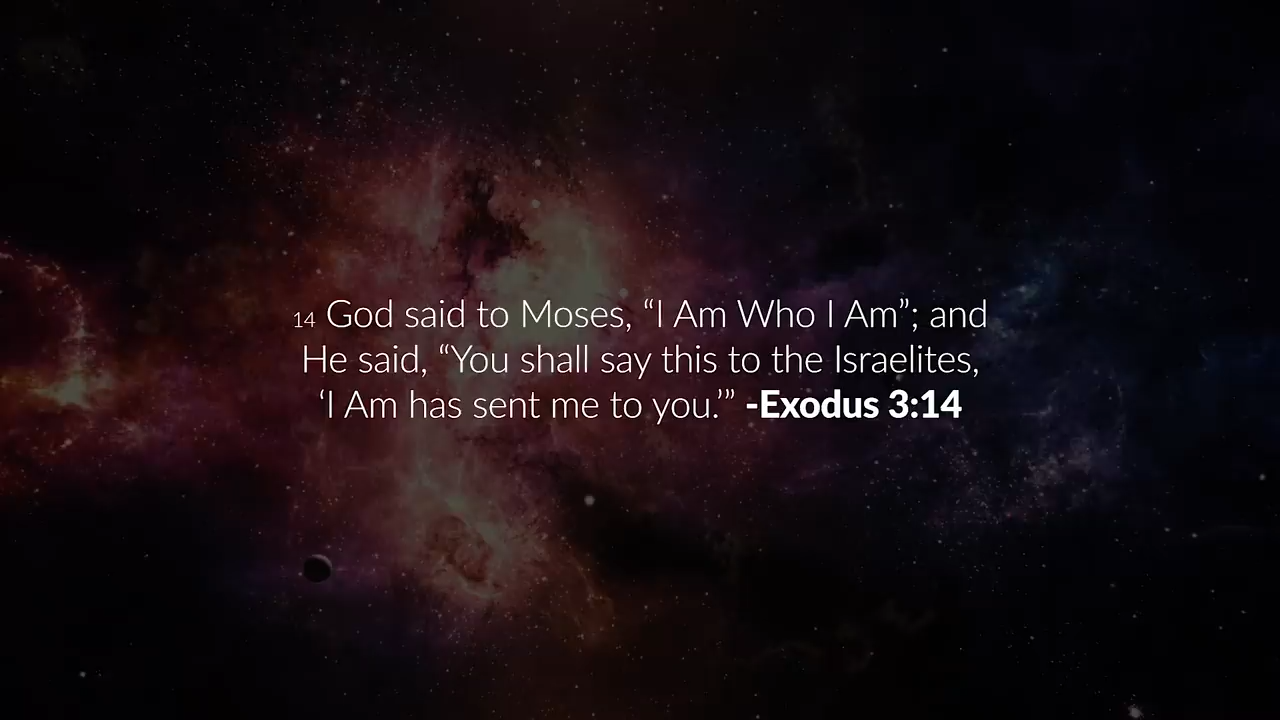 14 God said to Moses, “I Am Who I Am”; and
He said, “You shall say this to the Israelites,
‘I Am has sent me to you.’” -Exodus 3:14